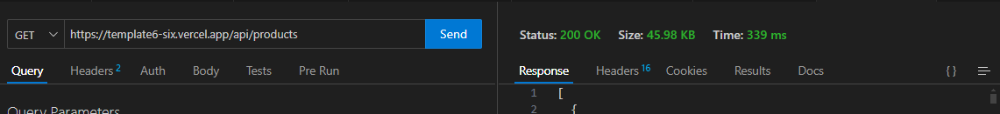 GET https://template6-six.vercel.app/api/products Send
Query Headers 2 Auth Body Tests Pre Run
Query Parameters
Status: 200 OK Size: 45.98 KB Time: 339 ms
Response Headers 16 Cookies Results Docs { }
1 [
2 {